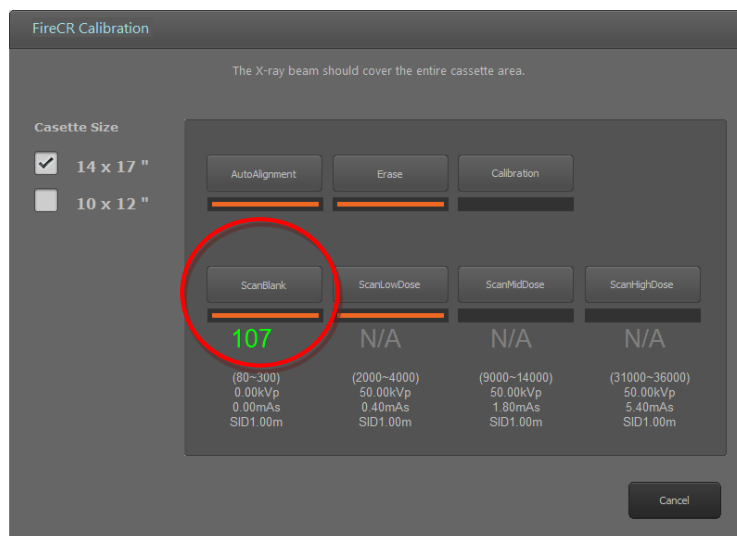 FireCR Calibration
The X-ray beam should cover the entire cassette area.
Casette Size
14 x 17 "
10 x 12 "
AutoAlignment Erase Calibration
ScanBlank ScanLowDose ScanMidDose ScanHighDose
107 N/A N/A N/A
(80~300) (2000~4000) (9000~14000) (31000~36000)
0.00kVp 50.00kVp 50.00kVp 50.00kVp
0.00mAs 0.40mAs 1.80mAs 5.40mAs
SID1.00m SID1.00m SID1.00m SID1.00m
Cancel